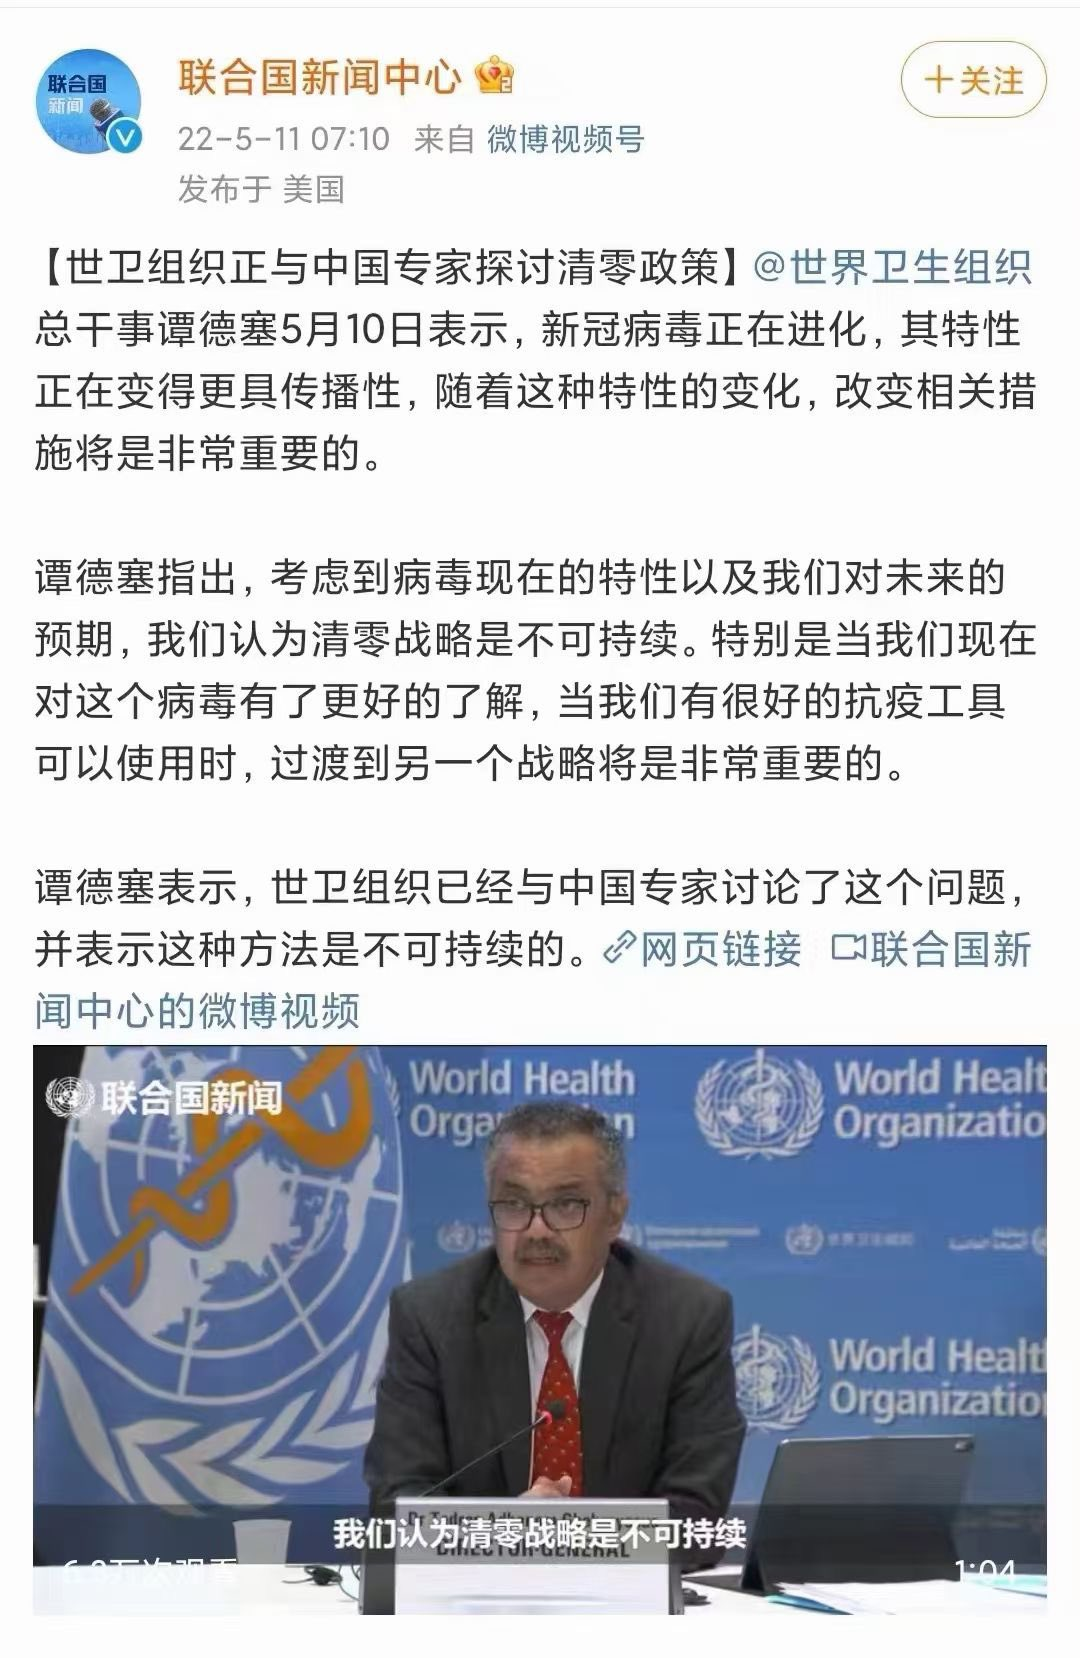 联合国
新闻
联合国新闻中心
+关注
22-5-11 07:10 来自 微博视频号
发布于 美国
【世卫组织正与中国专家探讨清零政策】@世界卫生组织
总干事谭德塞5月10日表示，新冠病毒正在进化，其特性
正在变得更具传播性，随着这种特性的变化，改变相关措
施将是非常重要的。
谭德塞指出，考虑到病毒现在的特性以及我们对未来的
预期，我们认为清零战略是不可持续。特别是当我们现在
对这个病毒有了更好的了解，当我们有很好的抗疫工具
可以使用时，过渡到另一个战略将是非常重要的。
谭德塞表示，世卫组织已经与中国专家讨论了这个问题，
并表示这种方法是不可持续的。网页链接 联合国新
闻中心的微博视频
联合国新闻
World Health
Orga n
World Healt
Organizatio
World Healt
Organization
我们认为清零战略是不可持续
DIRECTOR-GENERAL
6.8万次观看
1:04